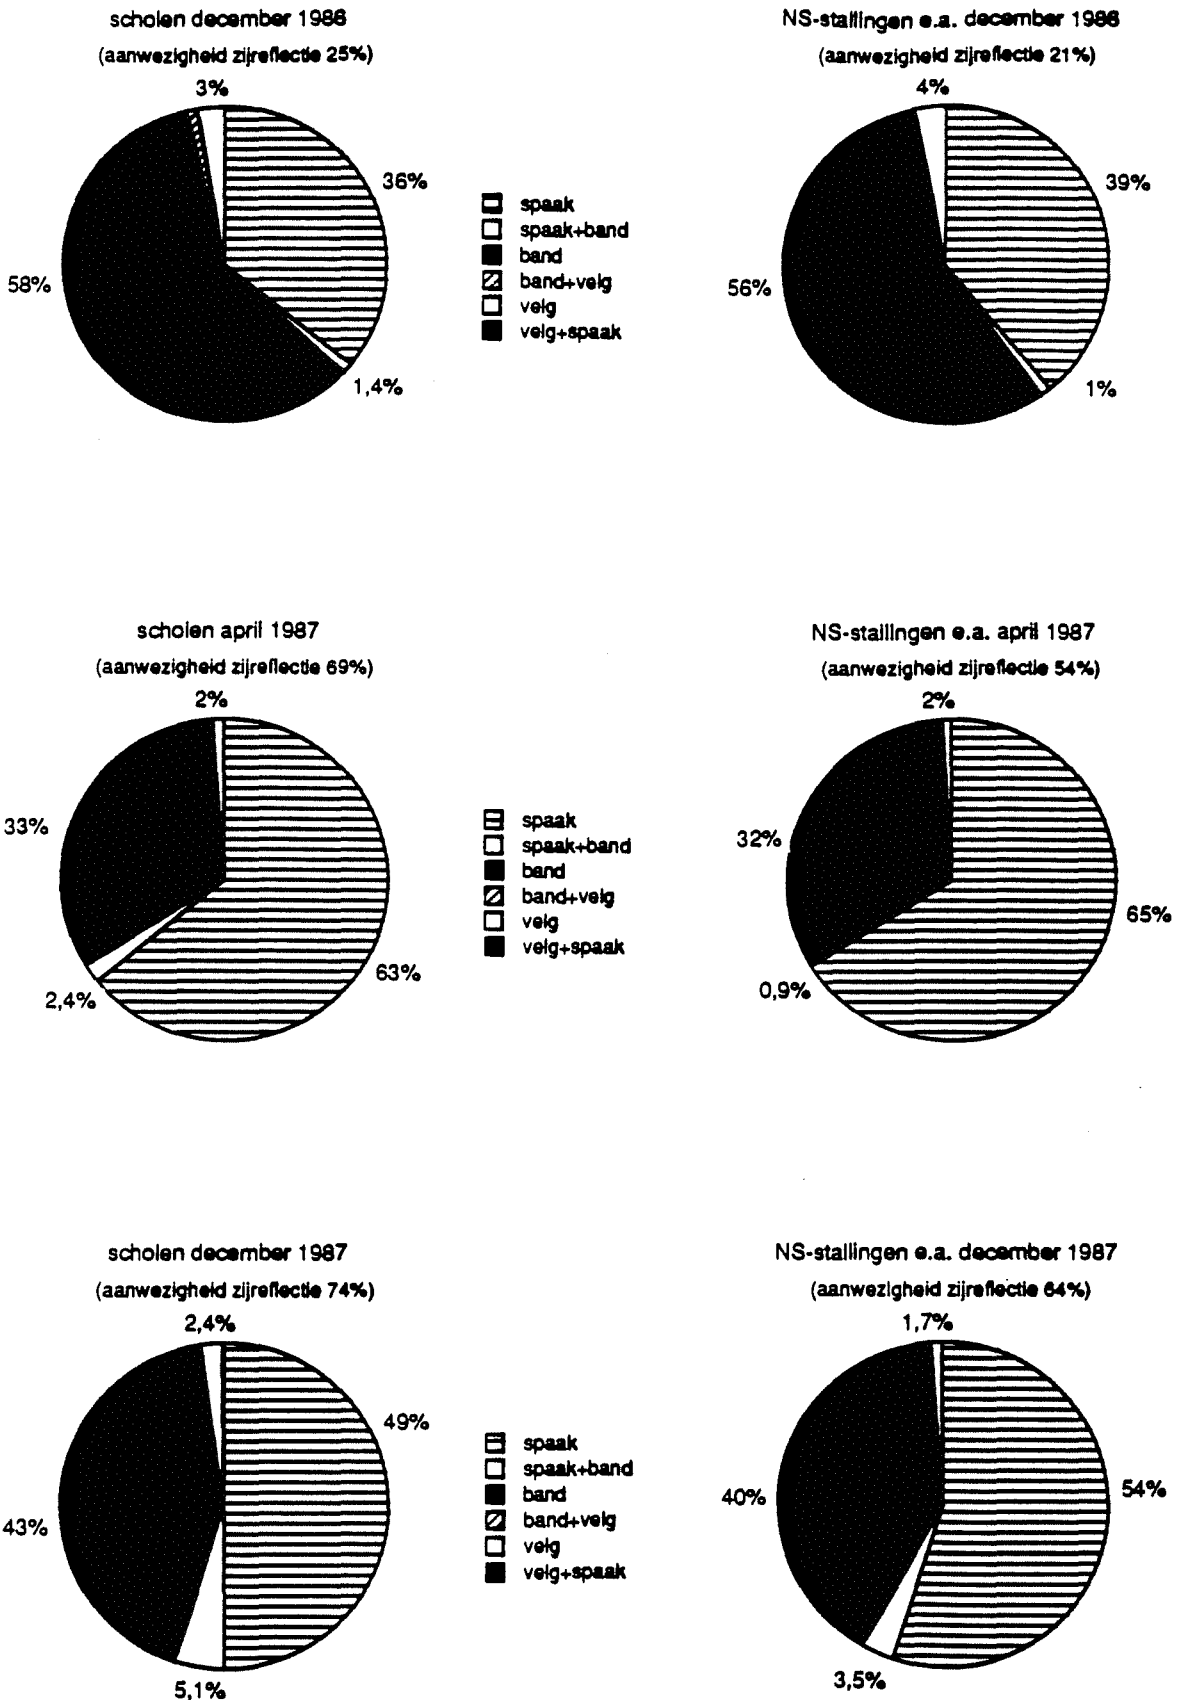 scholen december 1986
(aanwezigheid zijreflectie 25%)
3%
36%
58%
1,4%
spaak
spaak+band
band
band+velg
velg
velg+spaak
NS-stallingen e.a. december 1986
(aanwezigheid zijreflectie 21%)
4%
39%
56%
1%
scholen april 1987
(aanwezigheid zijreflectie 69%)
2%
33%
63%
2,4%
spaak
spaak+band
band
band+velg
velg
velg+spaak
NS-stallingen e.a. april 1987
(aanwezigheid zijreflectie 54%)
2%
32%
65%
0,9%
scholen december 1987
(aanwezigheid zijreflectie 74%)
2,4%
49%
43%
5,1%
spaak
spaak+band
band
band+velg
velg
velg+spaak
NS-stallingen e.a. december 1987
(aanwezigheid zijreflectie 64%)
1,7%
54%
40%
3,5%